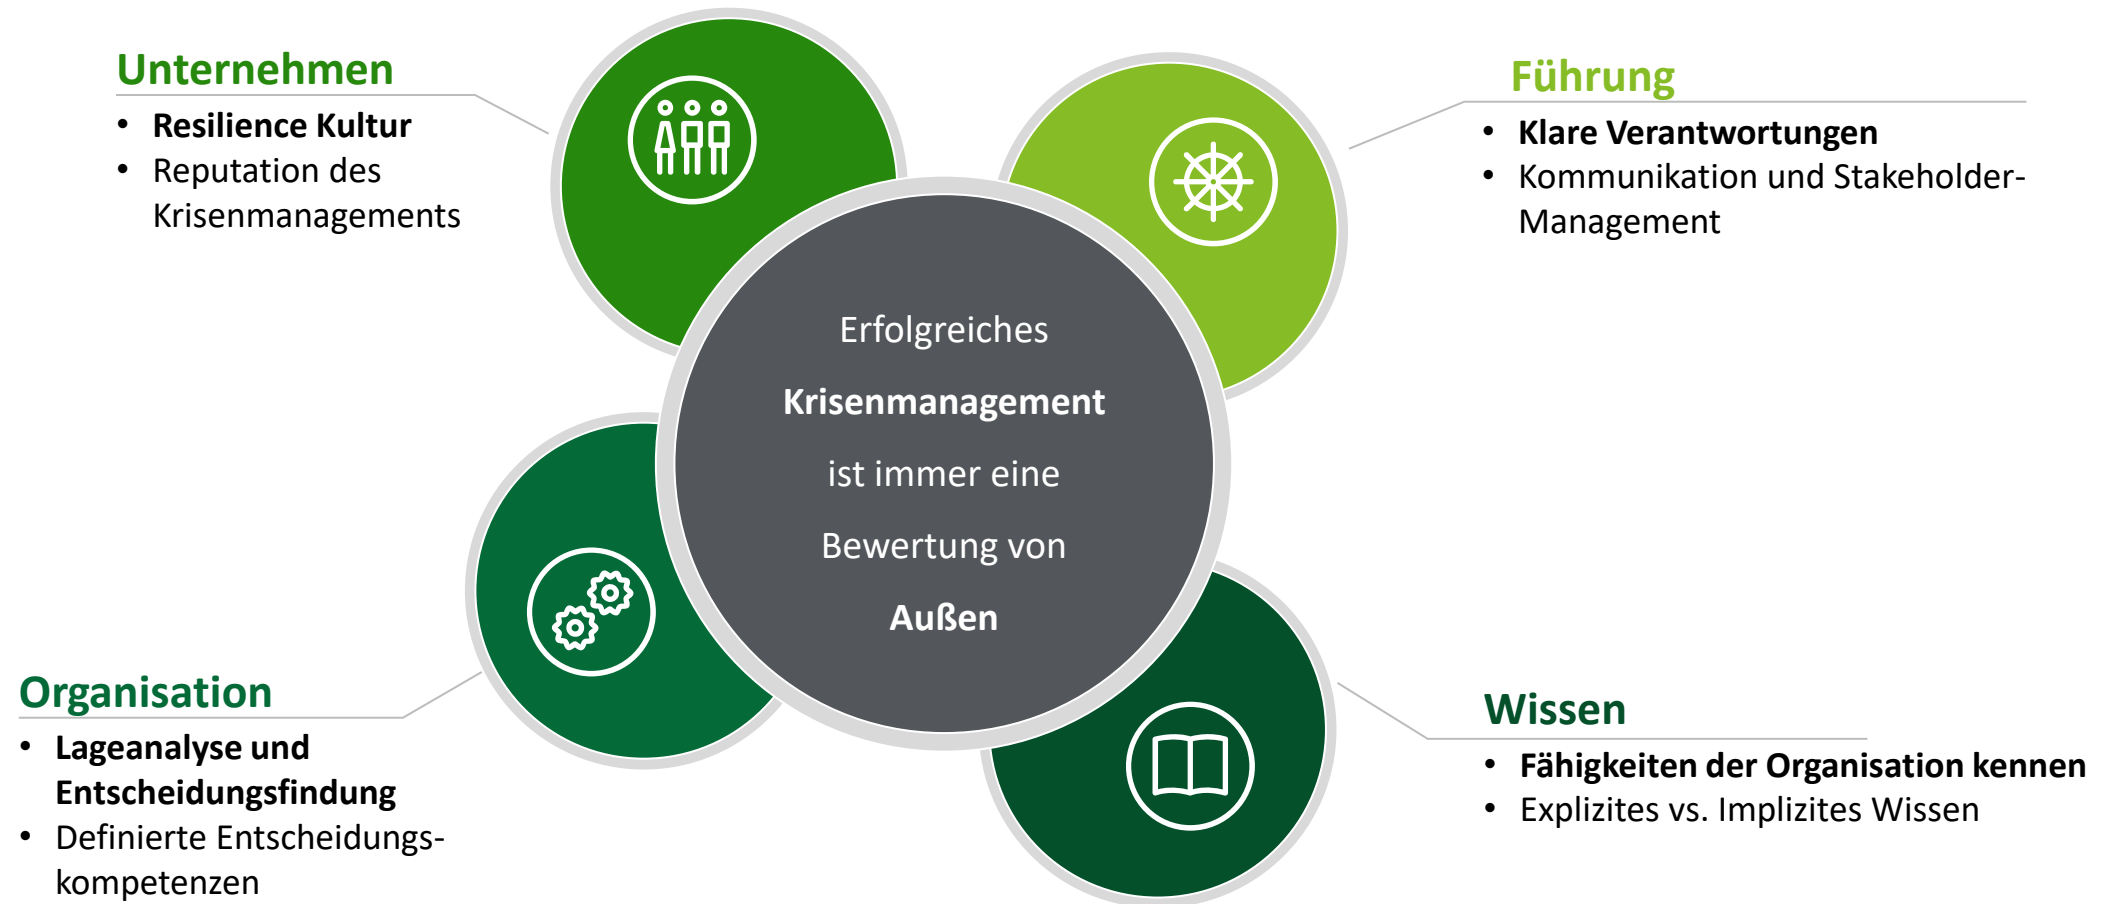 Unternehmen
• Resilience Kultur
• Reputation des
Krisenmanagements
Führung
• Klare Verantwortungen
• Kommunikation und Stakeholder-
Management
Erfolgreiches
Krisenmanagement
ist immer eine
Bewertung von
Außen
Organisation
• Lageanalyse und
Entscheidungsfindung
• Definierte Entscheidungs-
kompetenzen
Wissen
• Fähigkeiten der Organisation kennen
• Explizites vs. Implizites Wissen